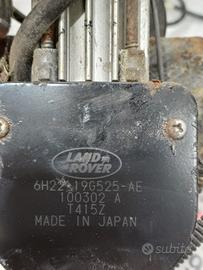 LAND
ROVER
6H22-19G525-AE
100302 A
T415Z
MADE IN JAPAN
subito